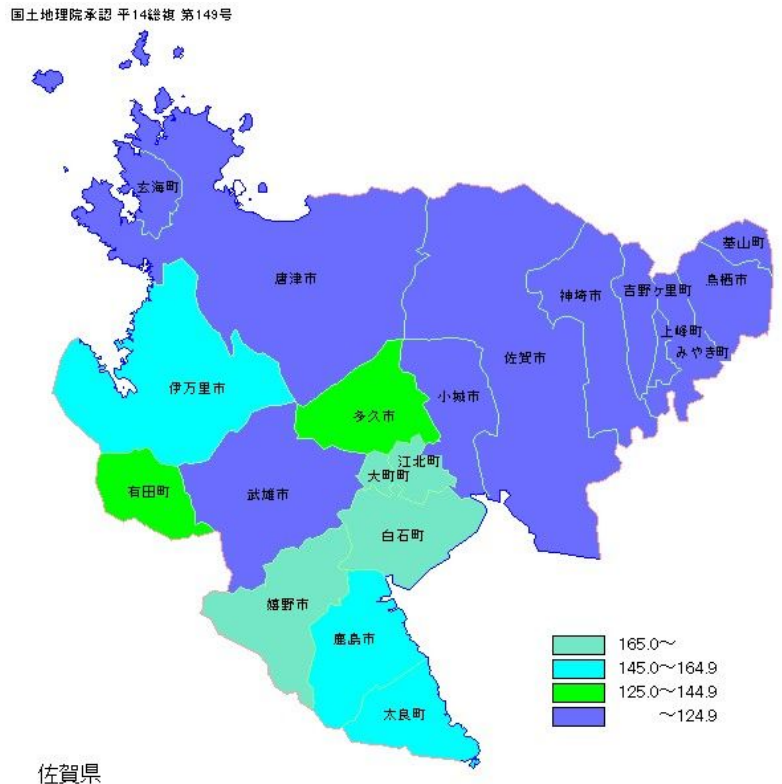 国土地理院承認 平14総複 第149号
玄海町
基山町
鳥栖市
唐津市
神埼市
吉野ヶ里町
上峰町
みやき町
佐賀市
伊万里市
小城市
多久市
江北町
大町町
有田町
武雄市
白石町
嬉野市
鹿島市
太良町
165.0～
145.0～164.9
125.0～144.9
～124.9
佐賀県